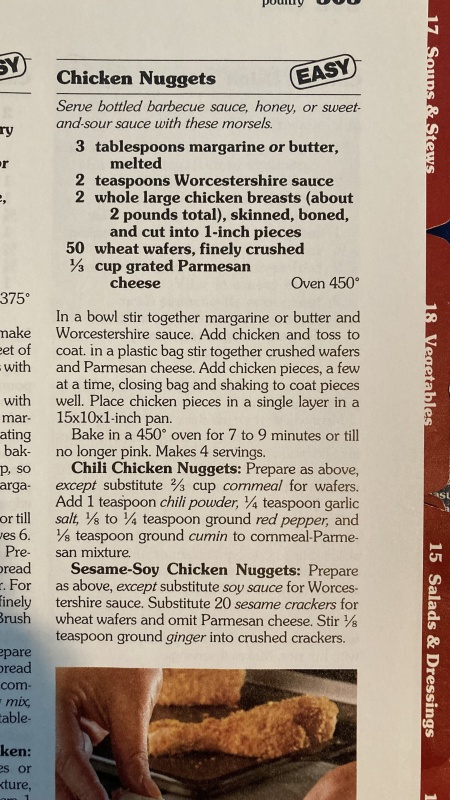 poultry
SY
Chicken Nuggets EASY
Serve bottled barbecue sauce, honey, or sweet-
and-sour sauce with these morsels.
3 tablespoons margarine or butter,
melted
2 teaspoons Worcestershire sauce
2 whole large chicken breasts (about
2 pounds total), skinned, boned,
and cut into 1-inch pieces
50 wheat wafers, finely crushed
⅓ cup grated Parmesan
cheese Oven 450°
In a bowl stir together margarine or butter and
Worcestershire sauce. Add chicken and toss to
coat. in a plastic bag stir together crushed wafers
and Parmesan cheese. Add chicken pieces, a few
at a time, closing bag and shaking to coat pieces
well. Place chicken pieces in a single layer in a
15x10x1-inch pan.
Bake in a 450° oven for 7 to 9 minutes or till
no longer pink. Makes 4 servings.
Chili Chicken Nuggets: Prepare as above,
except substitute ⅔ cup cornmeal for wafers.
Add 1 teaspoon chili powder, ¼ teaspoon garlic
salt, ⅛ to ¼ teaspoon ground red pepper, and
⅛ teaspoon ground cumin to cornmeal-Parme-
san mixture.
Sesame-Soy Chicken Nuggets: Prepare
as above, except substitute soy sauce for Worces-
tershire sauce. Substitute 20 sesame crackers for
wheat wafers and omit Parmesan cheese. Stir ⅛
teaspoon ground ginger into crushed crackers.
ry
or
375°
make
eet of
with
with
mar-
ating
bak-
p, so
arga-
or till
ves 6.
Pre-
bread
r. For
finely
Brush
epare
bread
com-
mix,
table-
ken:
es or
xture,
17 Soups & Stews
18 Vegetables
15 Salads & Dressings